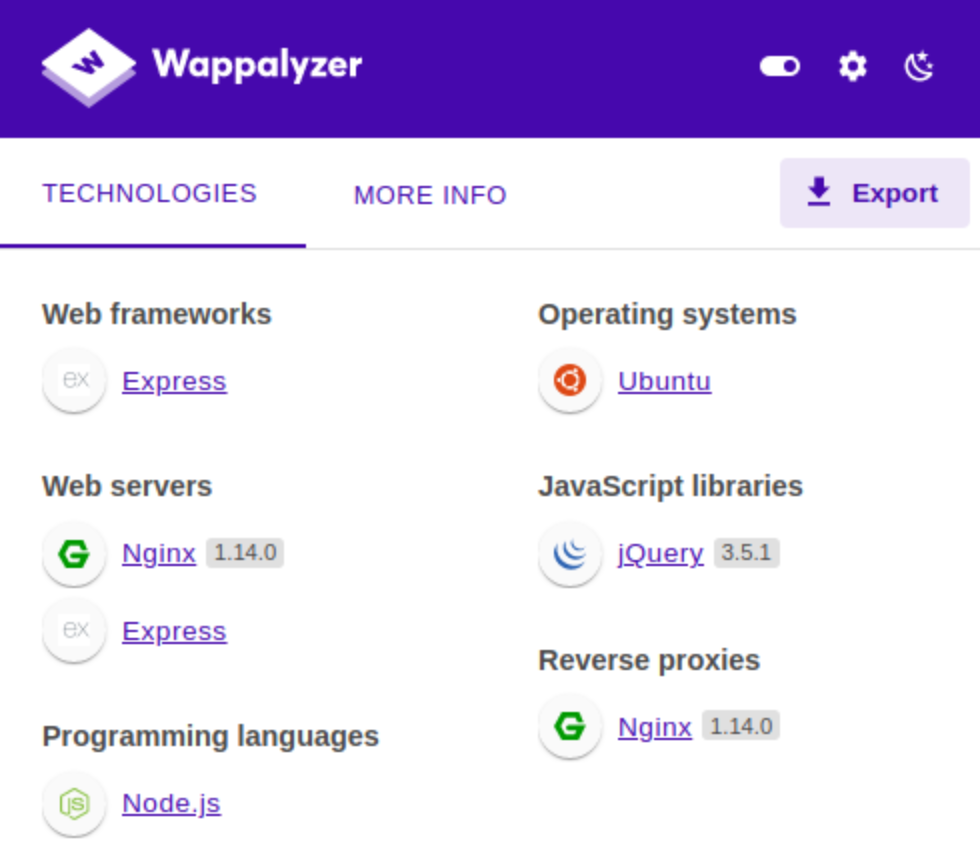 Wappalyzer
TECHNOLOGIES
MORE INFO
Export
Web frameworks
ex Express
Web servers
Nginx 1.14.0
ex Express
Programming languages
Node.js
Operating systems
Ubuntu
JavaScript libraries
jQuery 3.5.1
Reverse proxies
Nginx 1.14.0